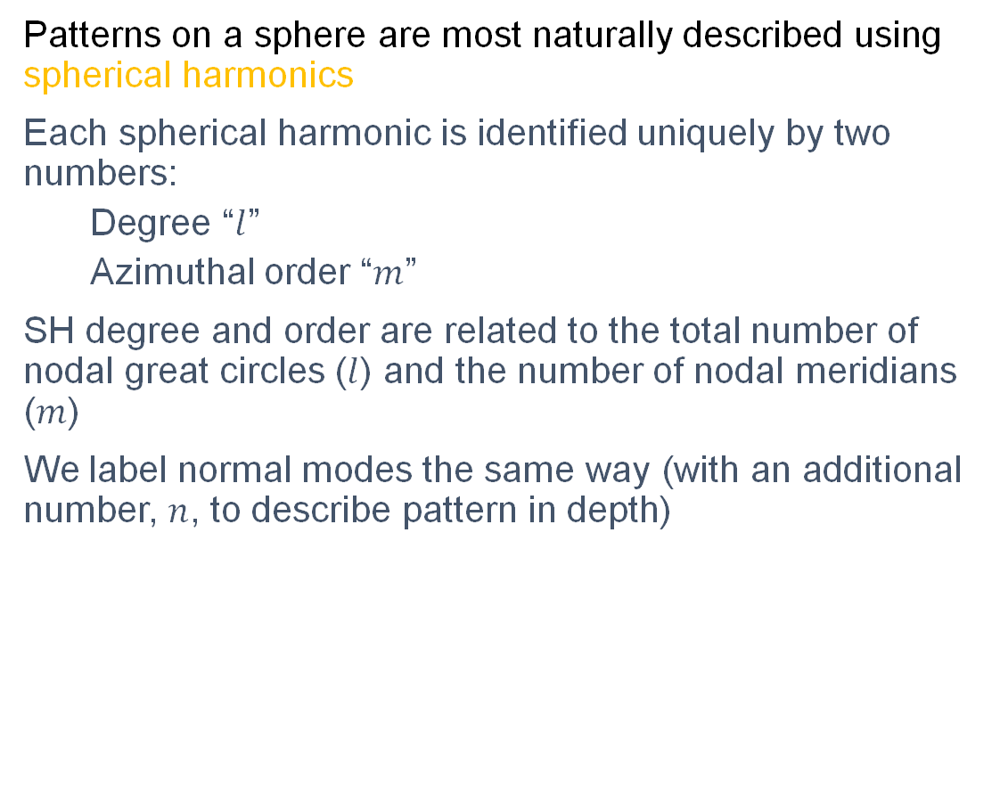 Patterns on a sphere are most naturally described using
spherical harmonics
Each spherical harmonic is identified uniquely by two
numbers:
Degree “l”
Azimuthal order “m”
SH degree and order are related to the total number of
nodal great circles (l) and the number of nodal meridians
(m)
We label normal modes the same way (with an additional
number, n, to describe pattern in depth)